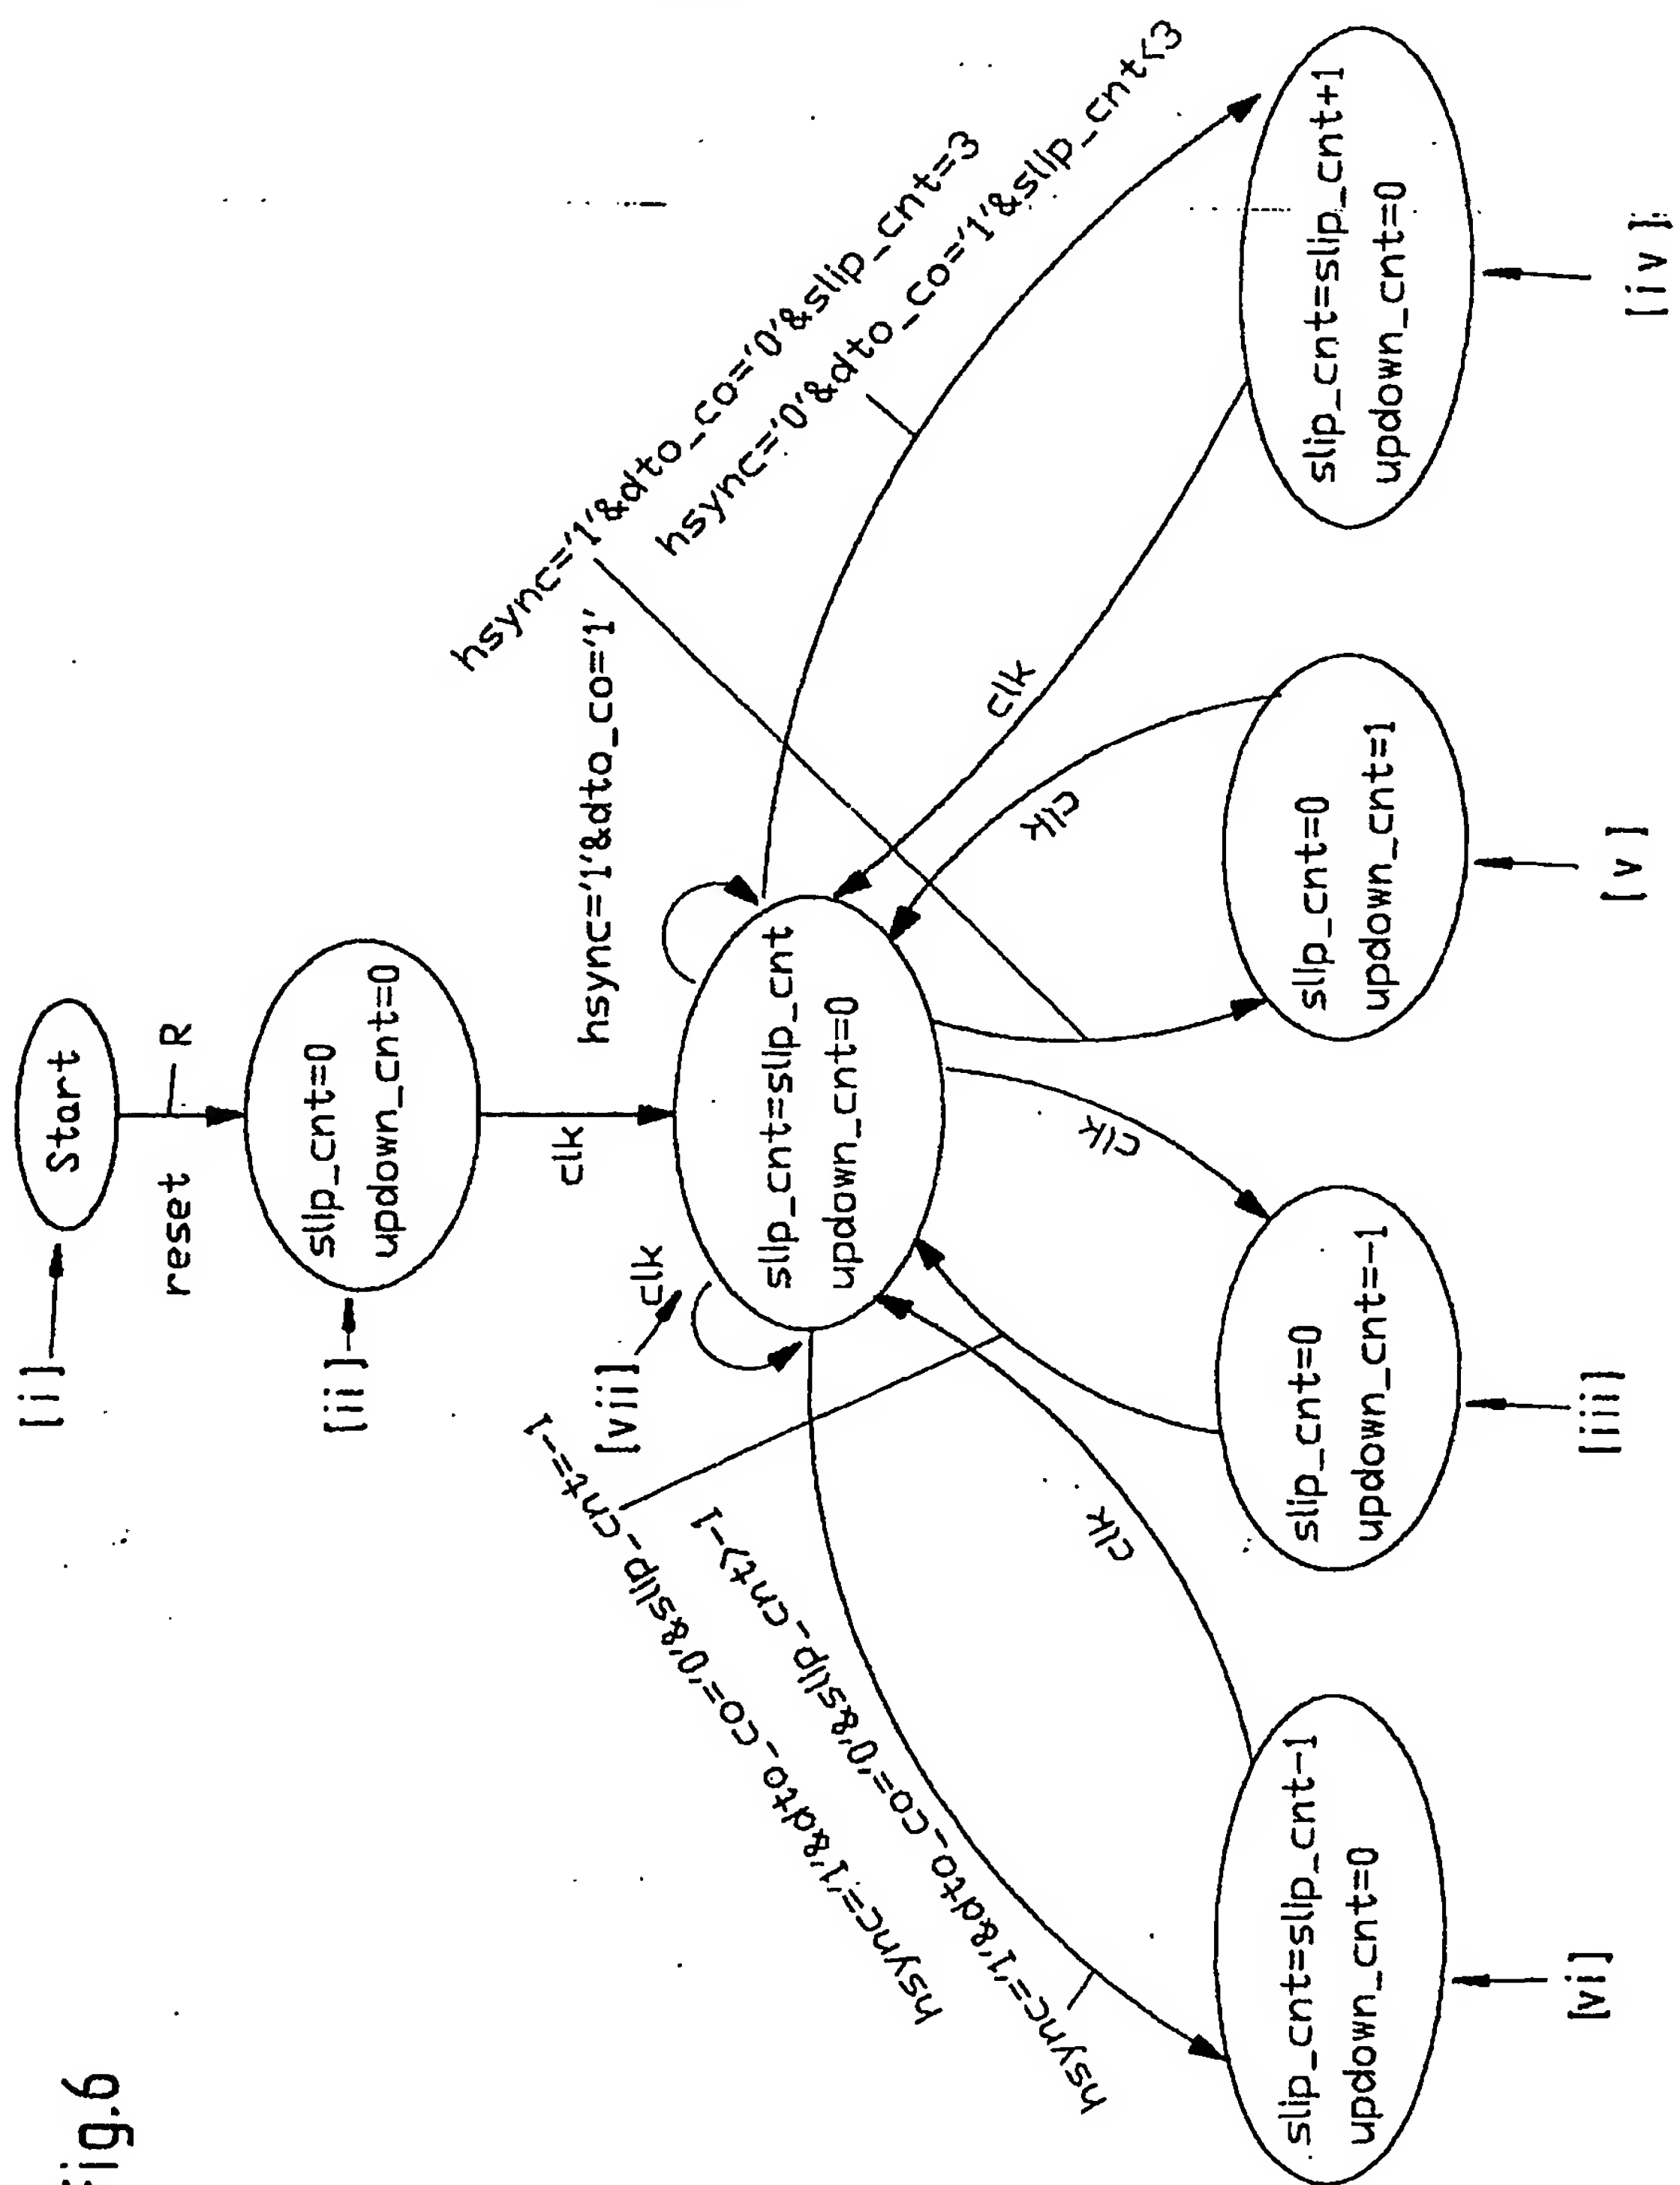 Fig.6
[i]
Start
reset
R
[ii]
slip_cnt=0
updown_cnt=0
clk
[vii]
clk
hsync='1'&dto_co='1'
slip_cnt=slip_cnt
updown_cnt=0
hsync='1'&dto_co='0'&slip_cnt=3
hsync='0'&dto_co='1'&slip_cnt<3
hsync='1'&dto_co='0'&slip_cnt=-1
hsync='1'&dto_co='0'&slip_cnt>-1
clk
clk
clk
clk
slip_cnt=slip_cnt-1
updown_cnt=0
slip_cnt=0
updown_cnt=-1
slip_cnt=0
updown_cnt=1
slip_cnt=slip_cnt+1
updown_cnt=0
[vi]
[iii]
[v]
[iv]